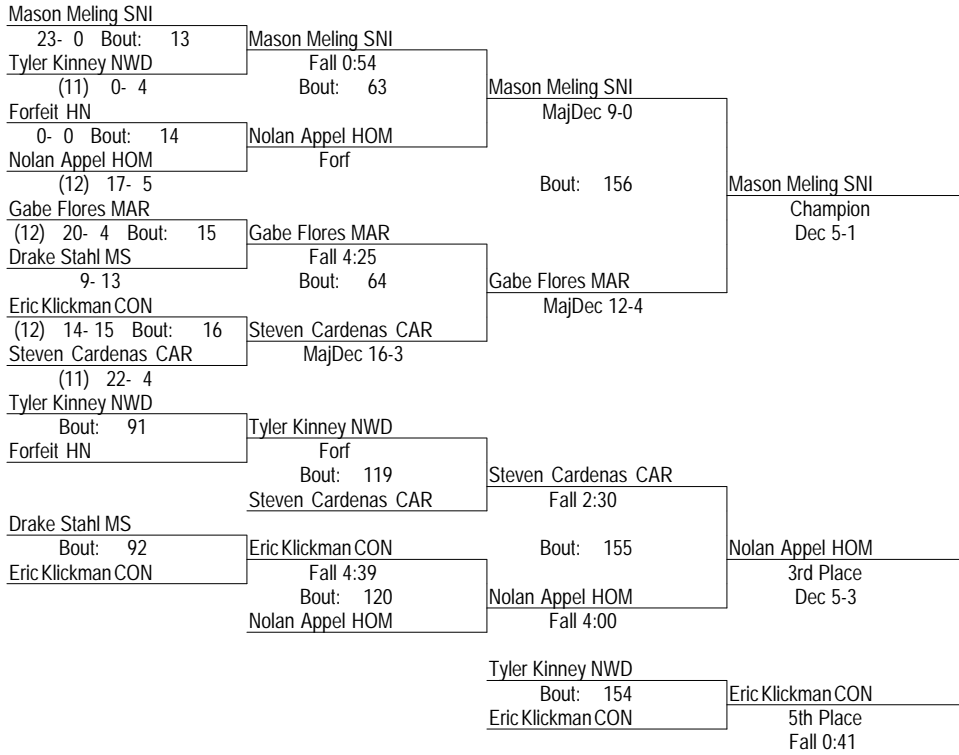 Mason Meling SNI
23- 0 Bout: 13
Mason Meling SNI
Tyler Kinney NWD
Fall 0:54
(11) 0- 4
Bout: 63
Mason Meling SNI
Forfeit HN
MajDec 9-0
0- 0 Bout: 14
Nolan Appel HOM
Nolan Appel HOM
Forf
(12) 17- 5
Bout: 156
Mason Meling SNI
Gabe Flores MAR
Champion
(12) 20- 4 Bout: 15
Gabe Flores MAR
Dec 5-1
Drake Stahl MS
Fall 4:25
9- 13
Bout: 64
Gabe Flores MAR
Eric Klickman CON
MajDec 12-4
(12) 14- 15 Bout: 16
Steven Cardenas CAR
Steven Cardenas CAR
MajDec 16-3
(11) 22- 4
Tyler Kinney NWD
Bout: 91
Tyler Kinney NWD
Forfeit HN
Forf
Bout: 119
Steven Cardenas CAR
Steven Cardenas CAR
Fall 2:30
Drake Stahl MS
Bout: 92
Eric Klickman CON
Bout: 155
Nolan Appel HOM
Eric Klickman CON
Fall 4:39
3rd Place
Bout: 120
Nolan Appel HOM
Dec 5-3
Nolan Appel HOM
Fall 4:00
Tyler Kinney NWD
Bout: 154
Eric Klickman CON
Eric Klickman CON
5th Place
Fall 0:41